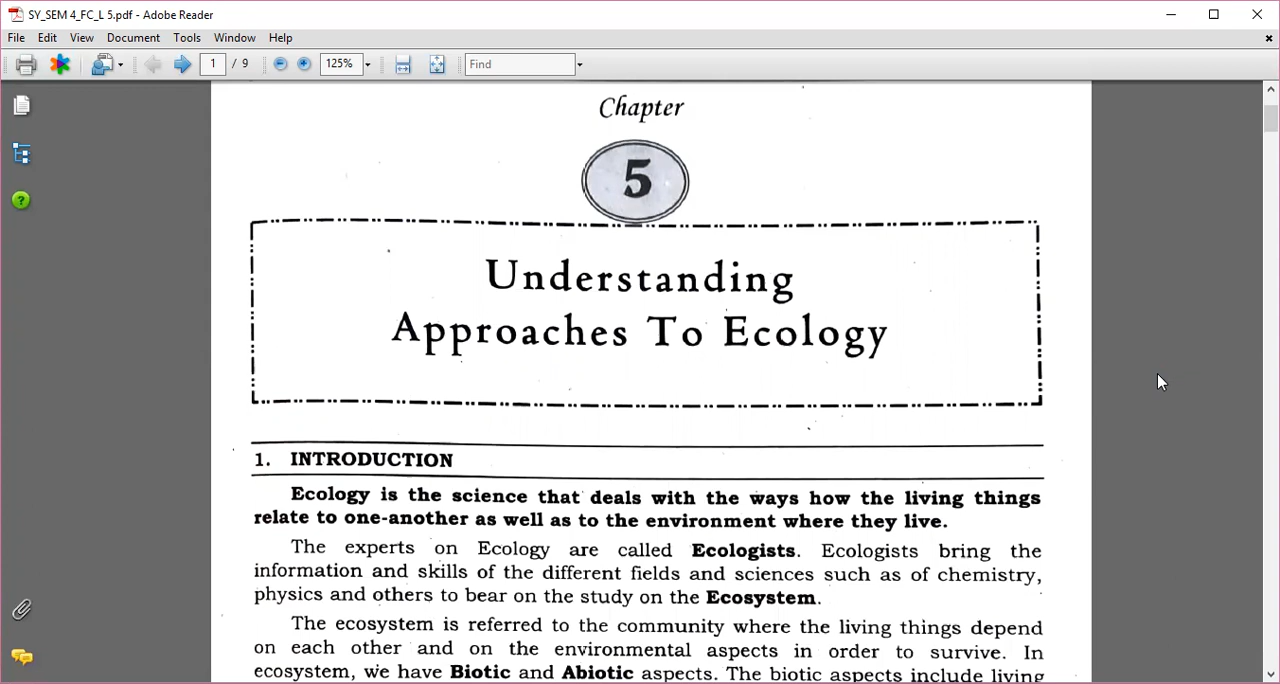 SY_SEM 4_FC_L 5.pdf - Adobe Reader
File Edit View Document Tools Window Help
1 / 9 125% Find
Chapter
5
Understanding
Approaches To Ecology
1. INTRODUCTION
Ecology is the science that deals with the ways how the living things
relate to one-another as well as to the environment where they live.
The experts on Ecology are called Ecologists. Ecologists bring the
information and skills of the different fields and sciences such as of chemistry,
physics and others to bear on the study on the Ecosystem.
The ecosystem is referred to the community where the living things depend
on each other and on the environmental aspects in order to survive. In
ecosystem, we have Biotic and Abiotic aspects. The biotic aspects include living